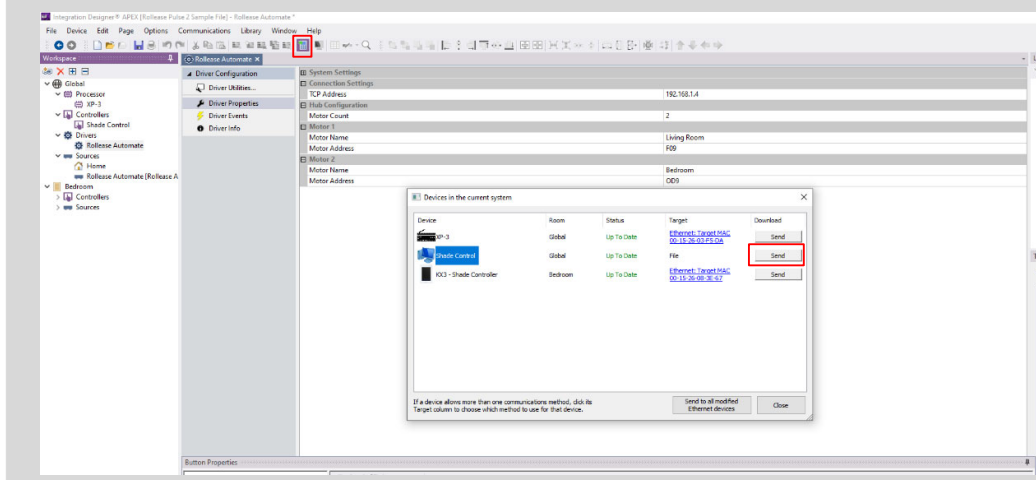 Integration Designer® APEX [Rollease Pulse 2 Sample File] - Rollease Automate *
File Device Edit Page Options Communications Library Window Help
Workspace
Rollease Automate
Global
Processor
XP-3
Controllers
Shade Control
Drivers
Rollease Automate
Sources
Home
Rollease Automate [Rollease A
Bedroom
Controllers
Sources
Driver Configuration
Driver Utilities...
Driver Properties
Driver Events
Driver Info
System Settings
Connection Settings
TCP Address 192.168.1.4
Hub Configuration
Motor Count 2
Motor 1
Motor Name Living Room
Motor Address F09
Motor 2
Motor Name Bedroom
Motor Address OD9
Devices in the current system
Device Room Status Target Download
XP-3 Global Up To Date Ethernet: Target MAC 00-15-26-03-F5-DA Send
Shade Control Global Up To Date File Send
KX3 - Shade Controller Bedroom Up To Date Ethernet: Target MAC 00-15-26-08-3E-67 Send
If a device allows more than one communications method, click its
Target column to choose which method to use for that device.
Send to all modified
Ethernet devices
Close
Button Properties